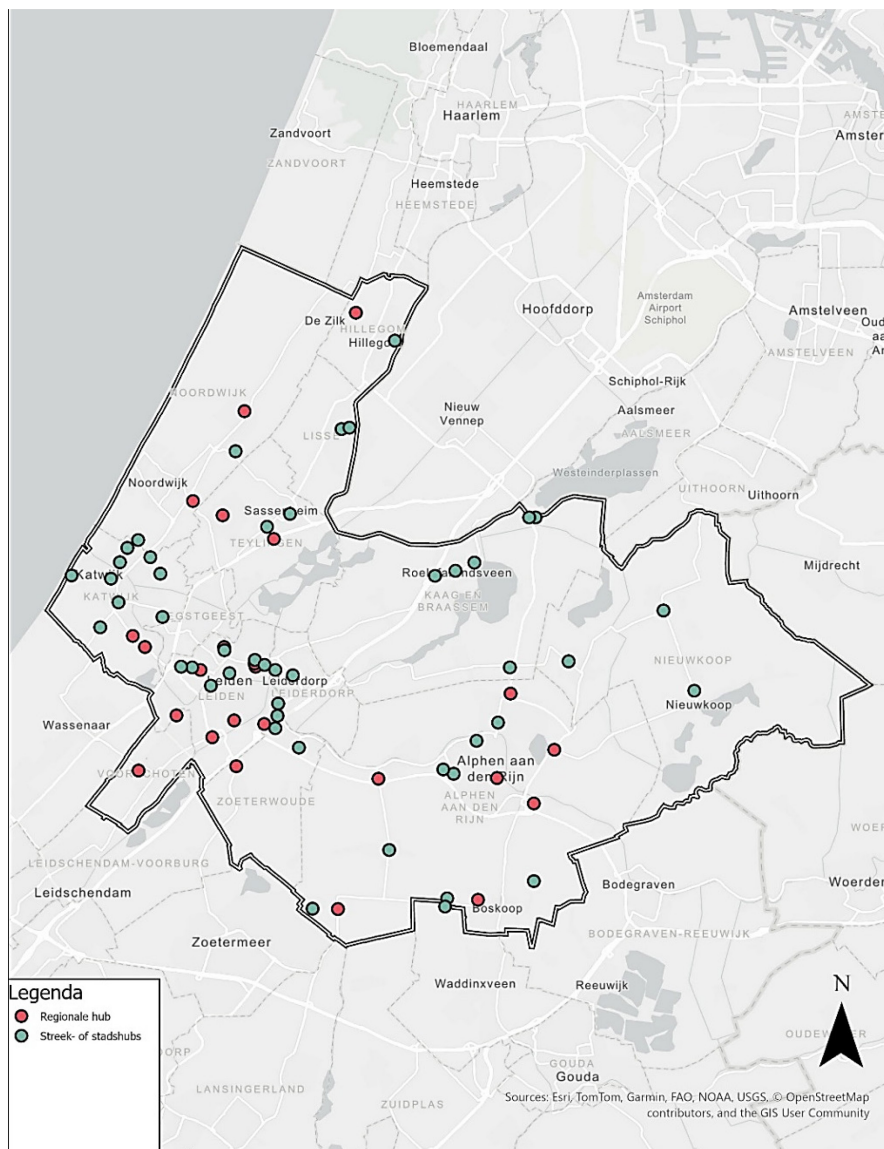 Bloemendaal
HAARLEM
Haarlem
Zandvoort
ZANDVOORT
Heemstede
HEEMSTEDE
De Zilk
HILLEGOM
Hoofddorp
Amsterdam
Airport
Schiphol
Amstelveen
AMSTELVEEN
Schiphol-Rijk
Nieuw
Vennep
Aalsmeer
AALSMEER
LISSE
Noordwijk
Westeinderplassen
UITHOORN
Uithoorn
TEYLINGEN
Mijdrecht
KATWIJK
KAAG EN
BRAASSEM
NIEUWKOOP
Nieuwkoop
Leiderdorp
LEIDEN
LEIDERDORP
Wassenaar
VOORSCHOTEN
ZOETERWOUDE
Alphen aan
den Rijn
ALPHEN
AAN DEN
RIJN
LEIDSCHENDAM-VOORBURG
Leidschendam
Bodegraven
Woerden
Boskoop
BODEGRAVEN-REEUWIJK
Zoetermeer
Waddinxveen
Reeuwijk
Legenda
Regionale hub
Streek- of stadshubs
N
GOUDA
Gouda
LANSINGERLAND
ZUIDPLAS
Sources: Esri, TomTom, Garmin, FAO, NOAA, USGS, © OpenStreetMap
contributors, and the GIS User Community